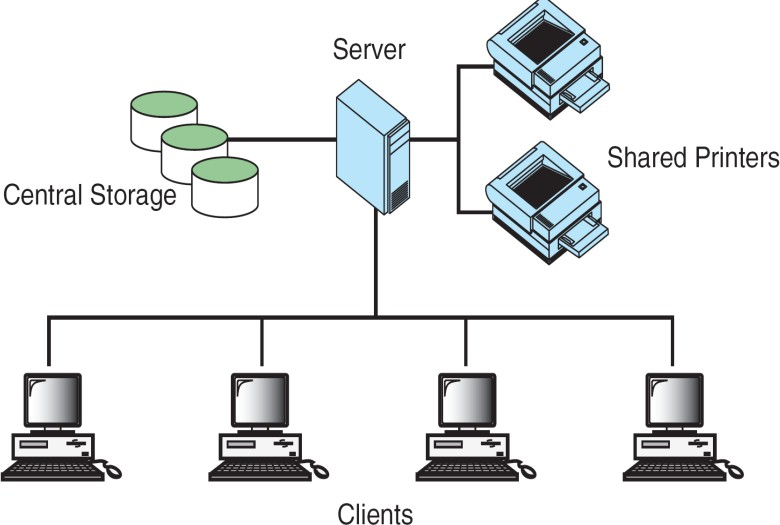 Server
Shared Printers
Central Storage
Clients